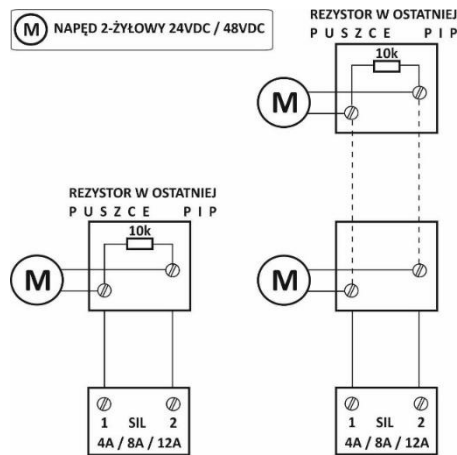 M NAPĘD 2-ŻYŁOWY 24VDC / 48VDC
REZYSTOR W OSTATNIEJ
PUSZCE PIP
10k
M
REZYSTOR W OSTATNIEJ
PUSZCE PIP
10k
M
M
1 SIL 2
4A / 8A / 12A
1 SIL 2
4A / 8A / 12A